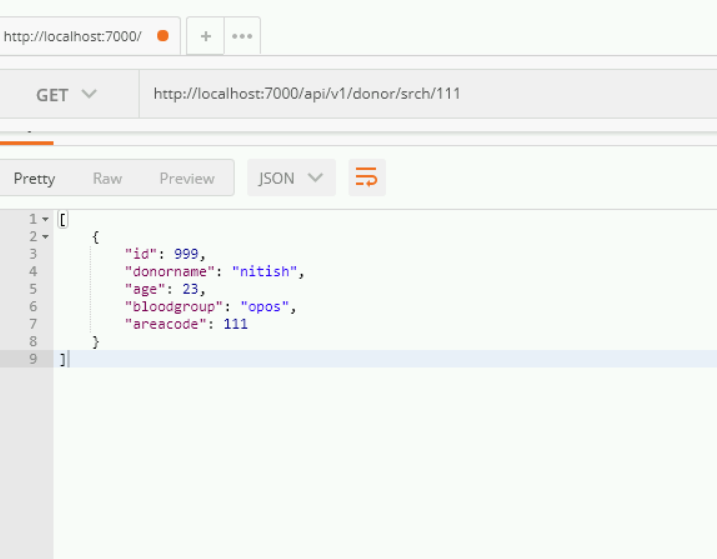 http://localhost:7000/
+ •••
GET http://localhost:7000/api/v1/donor/srch/111
Pretty Raw Preview JSON
1 [
2 {
3 "id": 999,
4 "donorname": "nitish",
5 "age": 23,
6 "bloodgroup": "opos",
7 "areacode": 111
8 }
9 ]